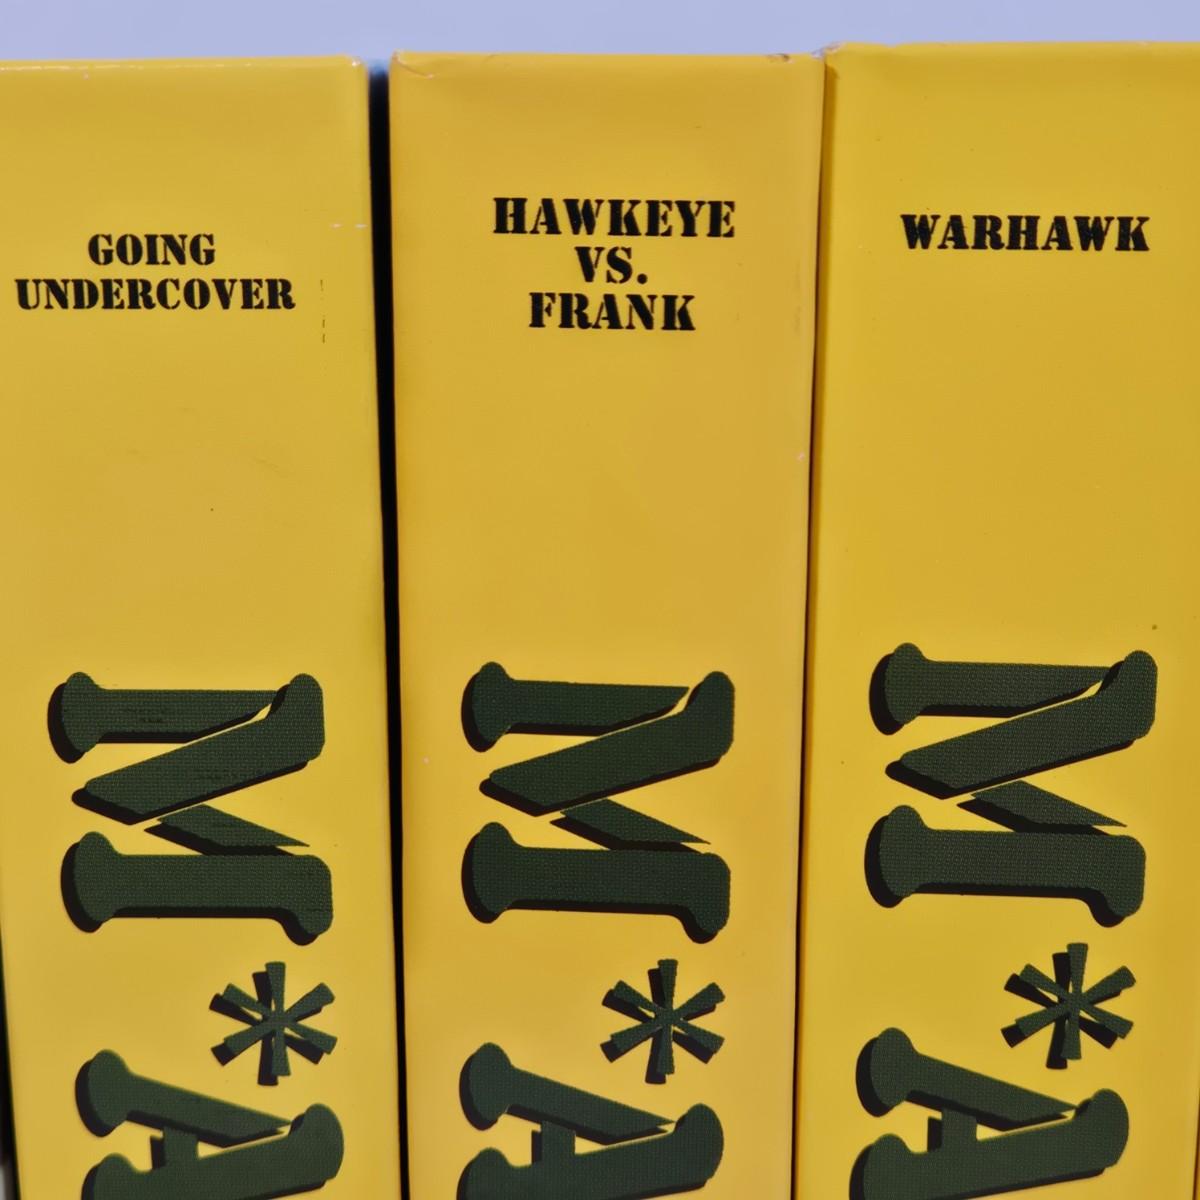 GOING
UNDERCOVER
M*A
HAWKEYE
VS.
FRANK
M*A
WARHAWK
M*A